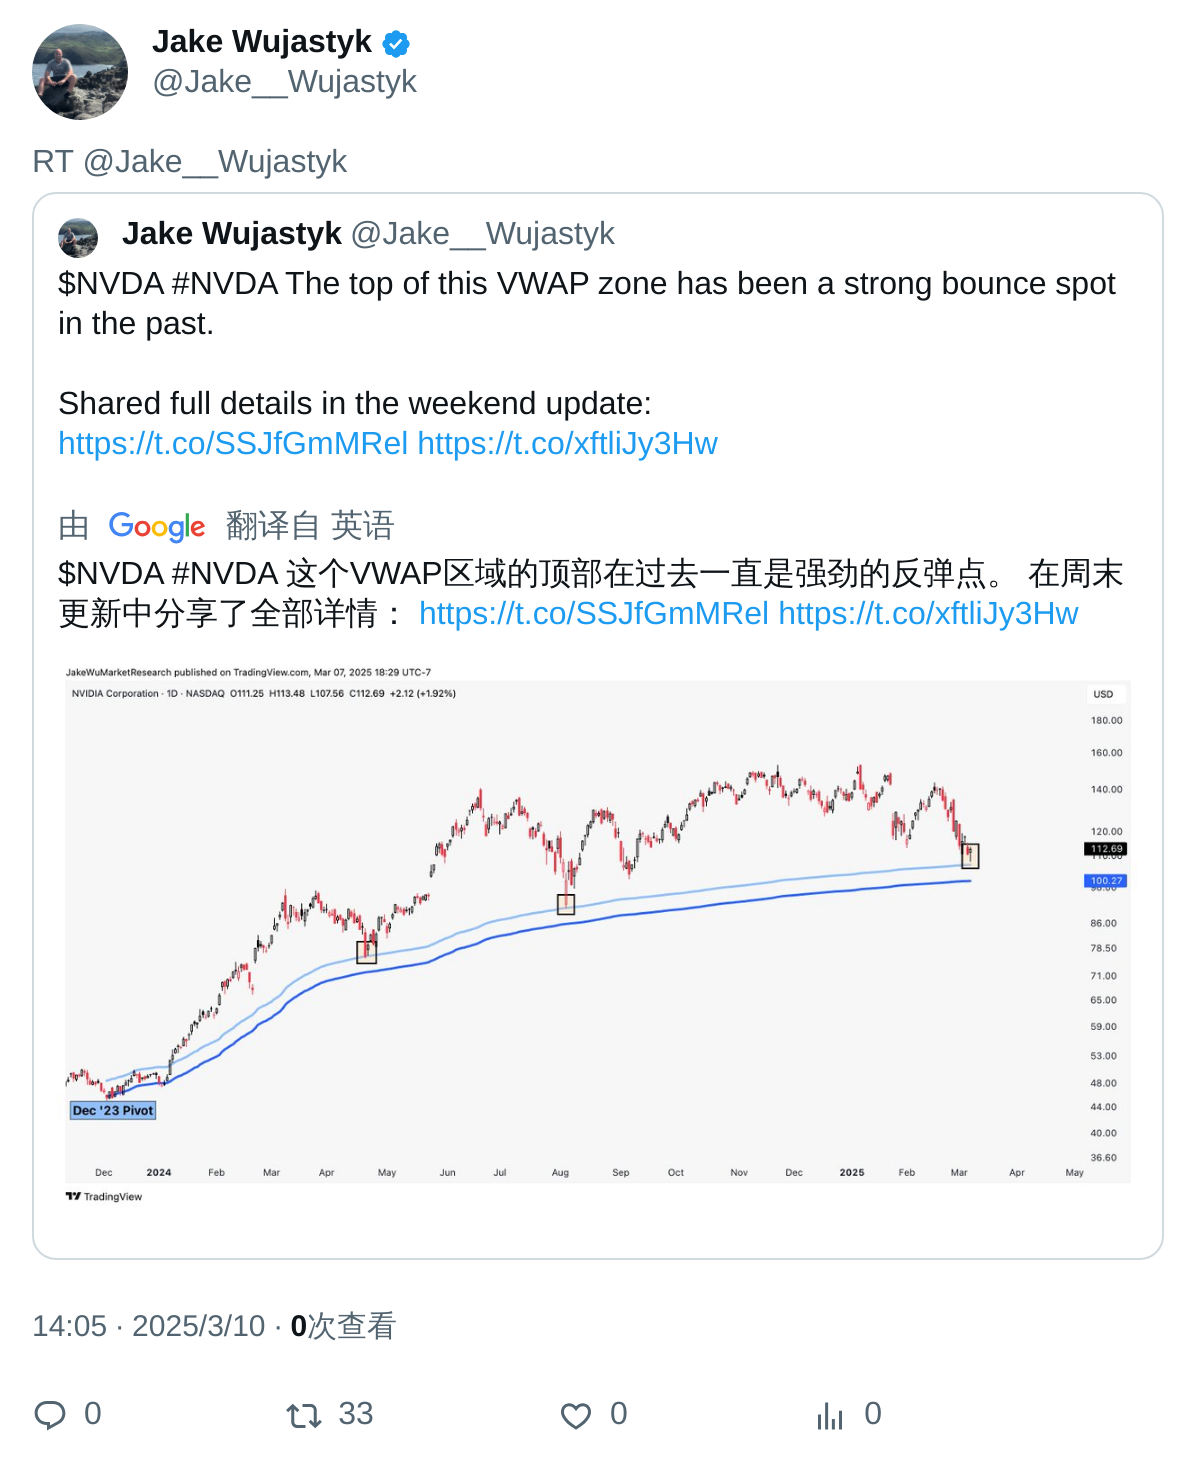 Jake Wujastyk
@Jake__Wujastyk
RT @Jake__Wujastyk
Jake Wujastyk @Jake__Wujastyk
$NVDA #NVDA The top of this VWAP zone has been a strong bounce spot
in the past.
Shared full details in the weekend update:
https://t.co/SSJfGmMRel https://t.co/xftliJy3Hw
由 Google 翻译自 英语
$NVDA #NVDA 这个VWAP区域的顶部在过去一直是强劲的反弹点。 在周末
更新中分享了全部详情： https://t.co/SSJfGmMRel https://t.co/xftliJy3Hw
JakeWuMarketResearch published on TradingView.com, Mar 07, 2025 18:29 UTC-7
NVIDIA Corporation · 1D · NASDAQ O111.25 H113.48 L107.56 C112.69 +2.12 (+1.92%)
USD
180.00
160.00
140.00
120.00
112.69
100.27
86.00
78.50
71.00
65.00
59.00
53.00
48.00
Dec '23 Pivot
44.00
40.00
36.60
Dec 2024 Feb Mar Apr May Jun Jul Aug Sep Oct Nov Dec 2025 Feb Mar Apr May
TradingView
14:05 · 2025/3/10 · 0次查看
0 33 0 0